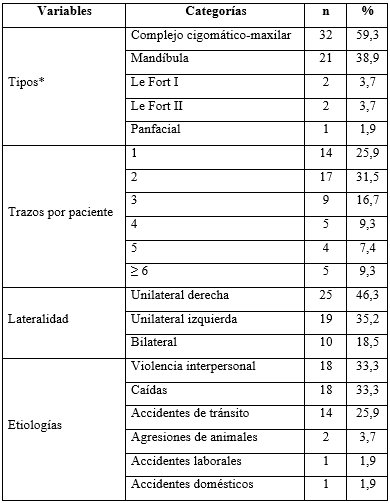 Variables Categorías n %
Tipos* Complejo cigomático-maxilar 32 59,3
Mandíbula 21 38,9
Le Fort I 2 3,7
Le Fort II 2 3,7
Panfacial 1 1,9
Trazos por paciente 1 14 25,9
2 17 31,5
3 9 16,7
4 5 9,3
5 4 7,4
≥ 6 5 9,3
Lateralidad Unilateral derecha 25 46,3
Unilateral izquierda 19 35,2
Bilateral 10 18,5
Etiologías Violencia interpersonal 18 33,3
Caídas 18 33,3
Accidentes de tránsito 14 25,9
Agresiones de animales 2 3,7
Accidentes laborales 1 1,9
Accidentes domésticos 1 1,9